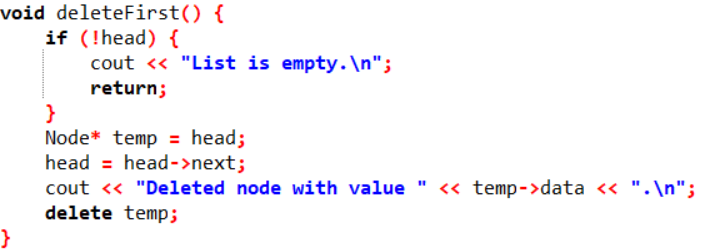 void deleteFirst() {
    if (!head) {
        cout << "List is empty.\n";
        return;
    }
    Node* temp = head;
    head = head->next;
    cout << "Deleted node with value " << temp->data << ".\n";
    delete temp;
}